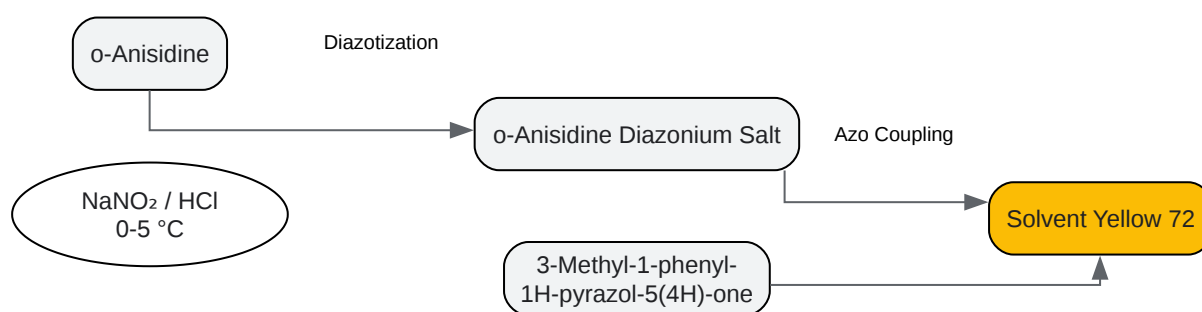 o-Anisidine
Diazotization
NaNO₂ / HCl
0-5 °C
o-Anisidine Diazonium Salt
Azo Coupling
3-Methyl-1-phenyl-
1H-pyrazol-5(4H)-one
Solvent Yellow 72